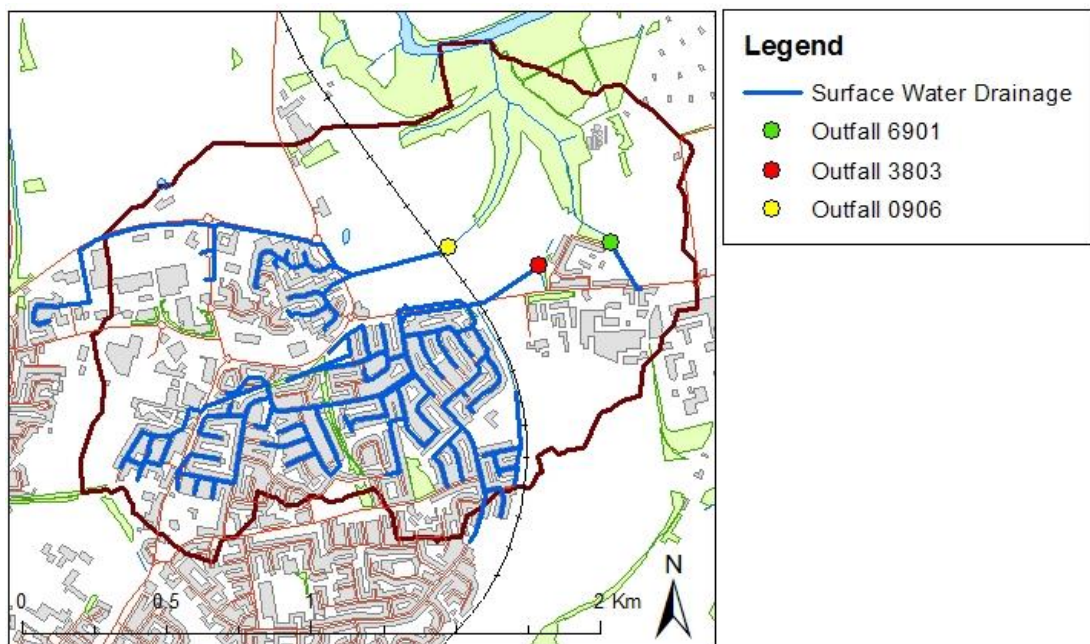 Legend
Surface Water Drainage
Outfall 6901
Outfall 3803
Outfall 0906
N
0 0.5 1 2 Km